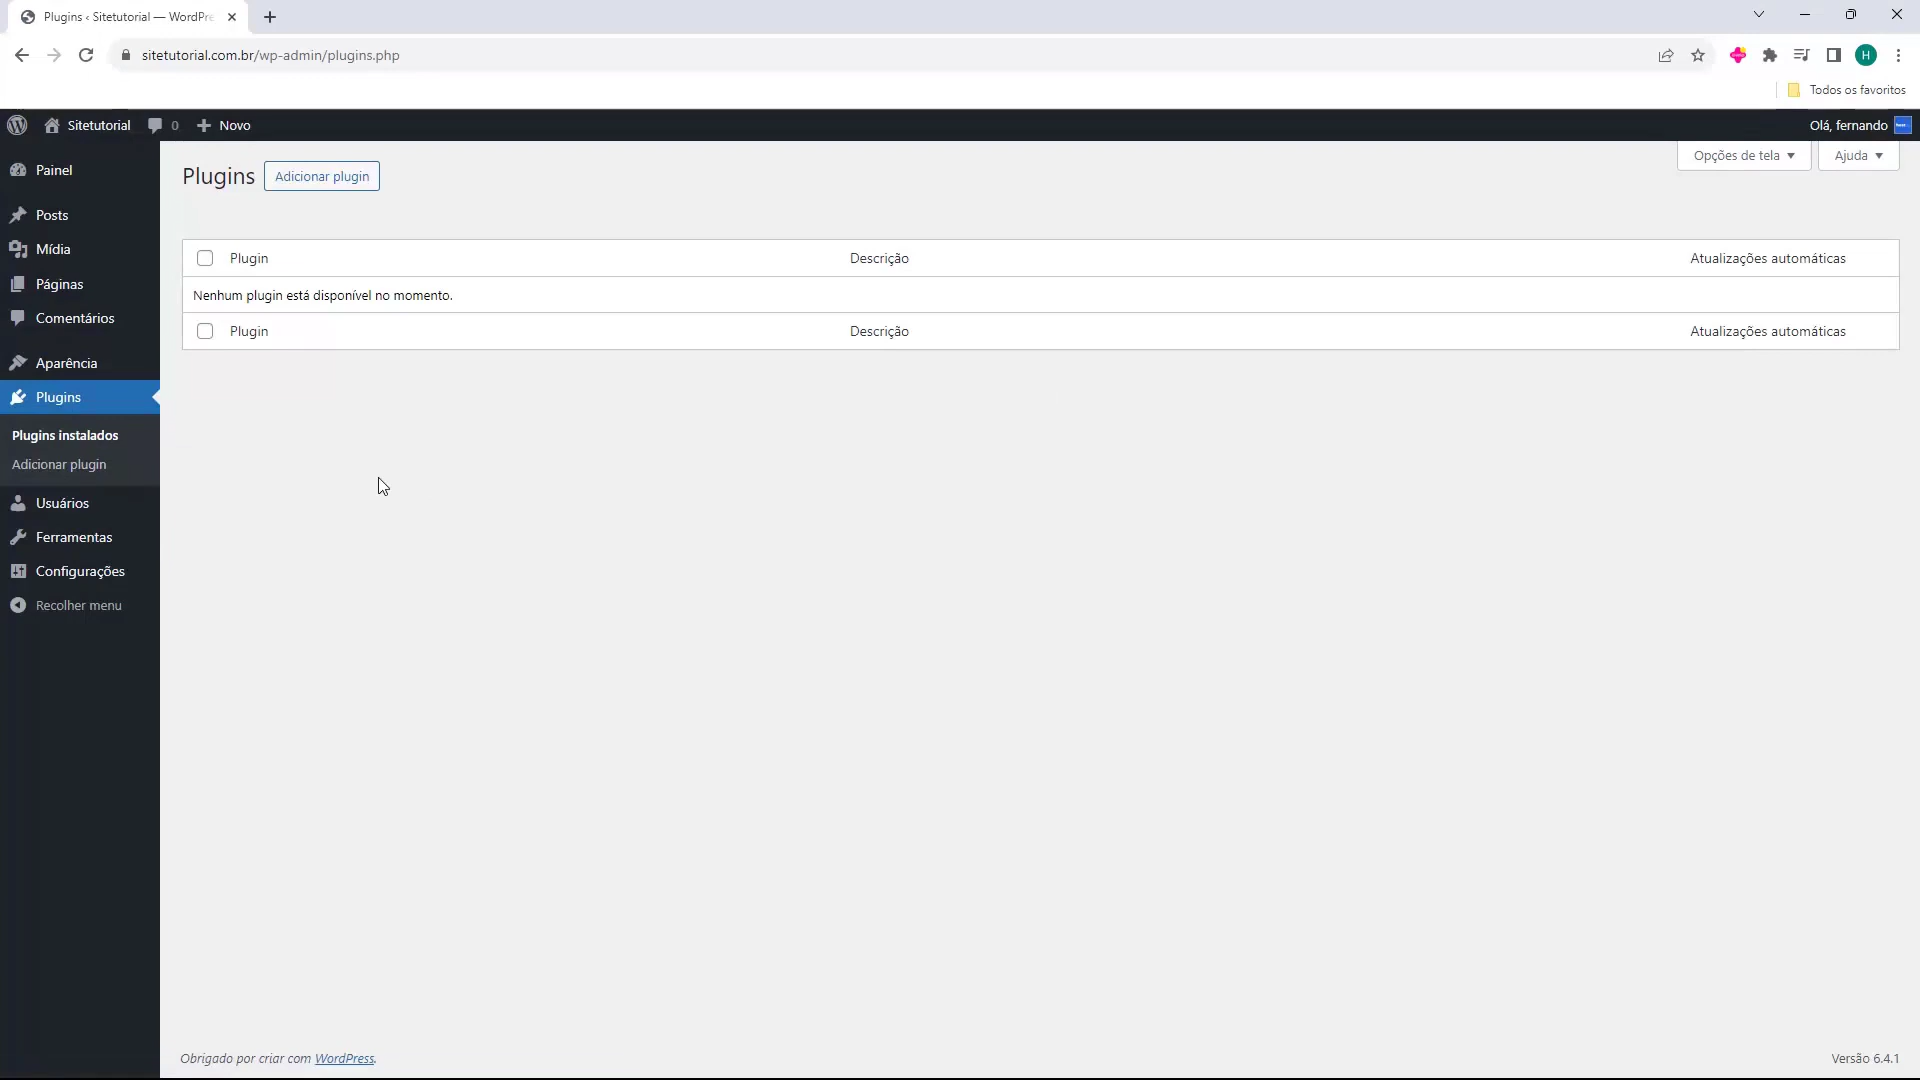 Plugins ‹ Sitetutorial — WordPre
sitetutorial.com.br/wp-admin/plugins.php
H
Todos os favoritos
Sitetutorial
0
Novo
Olá, fernando
Painel
Posts
Mídia
Páginas
Comentários
Aparência
Plugins
Plugins instalados
Adicionar plugin
Usuários
Ferramentas
Configurações
Recolher menu
Opções de tela
Ajuda
Plugins
Adicionar plugin
Plugin Descrição Atualizações automáticas
Nenhum plugin está disponível no momento.
Plugin Descrição Atualizações automáticas
Obrigado por criar com WordPress.
Versão 6.4.1